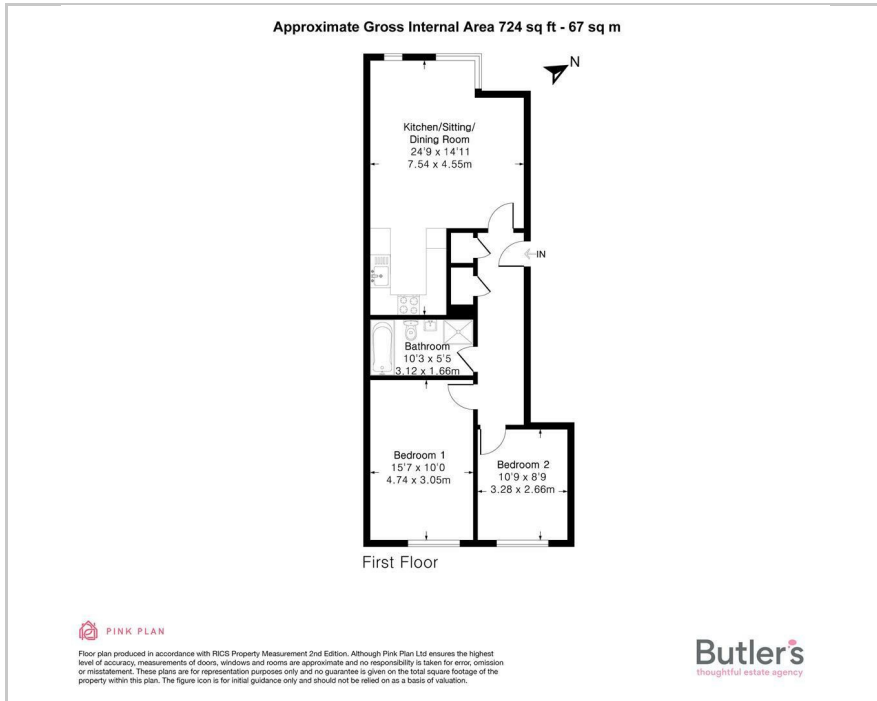 Approximate Gross Internal Area 724 sq ft - 67 sq m
N
Kitchen/Sitting/
Dining Room
24'9 x 14'11
7.54 x 4.55m
IN
Bathroom
10'3 x 5'5
3.12 x 1.66m
Bedroom 1
15'7 x 10'0
4.74 x 3.05m
Bedroom 2
10'9 x 8'9
3.28 x 2.66m
First Floor
PINK PLAN
Floor plan produced in accordance with RICS Property Measurement 2nd Edition. Although Pink Plan Ltd ensures the highest
level of accuracy, measurements of doors, windows and rooms are approximate and no responsibility is taken for error, omission
or misstatement. These plans are for representation purposes only and no guarantee is given on the total square footage of the
property within this plan. The figure icon is for initial guidance only and should not be relied on as a basis of valuation.
Butler's
thoughtful estate agency